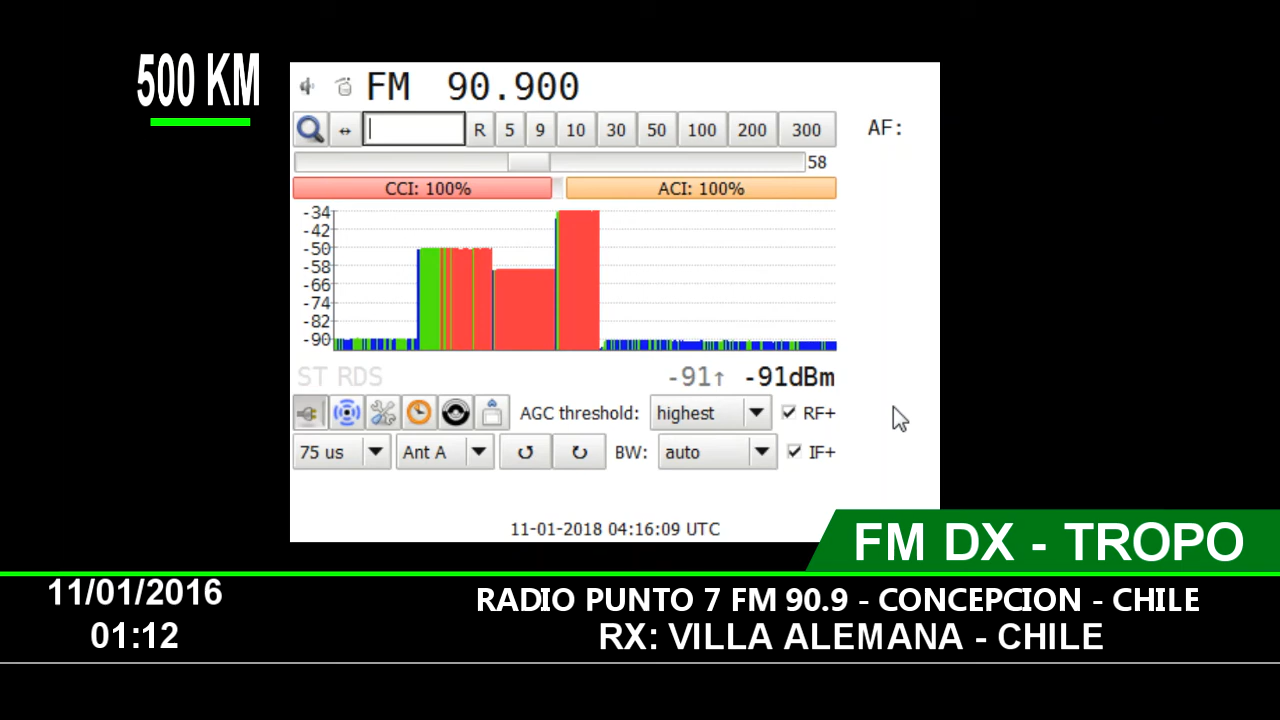 500 KM
FM 90.900
R 5 9 10 30 50 100 200 300
AF:
58
CCI: 100% ACI: 100%
-34
-42
-50
-58
-66
-74
-82
-90
ST RDS -91↑ -91dBm
AGC threshold: highest RF+
75 us Ant A BW: auto IF+
11-01-2018 04:16:09 UTC
FM DX - TROPO
11/01/2016
01:12
RADIO PUNTO 7 FM 90.9 - CONCEPCION - CHILE
RX: VILLA ALEMANA - CHILE